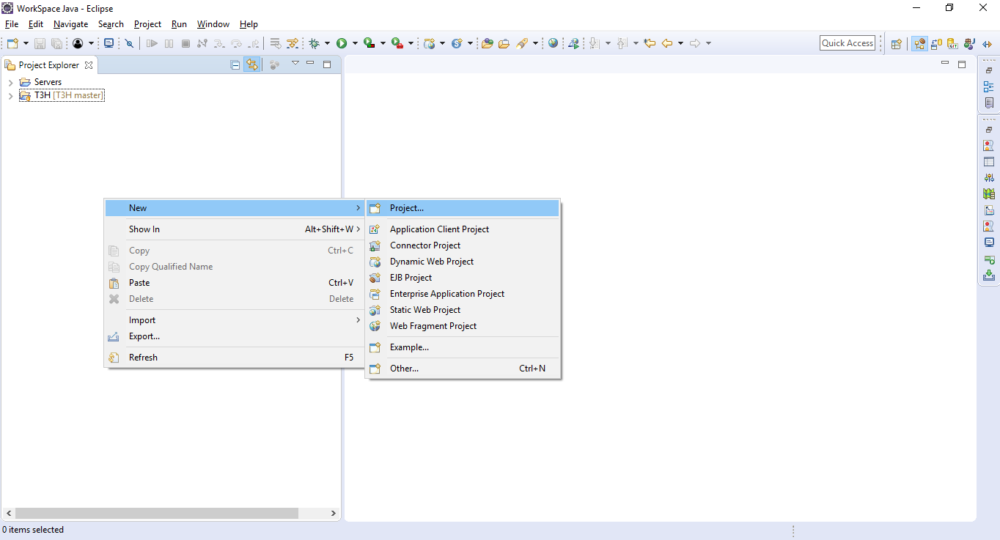 WorkSpace Java - Eclipse
File Edit Navigate Search Project Run Window Help
Quick Access
Project Explorer
Servers
T3H [T3H master]
New
Show In Alt+Shift+W
Copy Ctrl+C
Copy Qualified Name
Paste Ctrl+V
Delete Delete
Import
Export...
Refresh F5
Project...
Application Client Project
Connector Project
Dynamic Web Project
EJB Project
Enterprise Application Project
Static Web Project
Web Fragment Project
Example...
Other... Ctrl+N
0 items selected